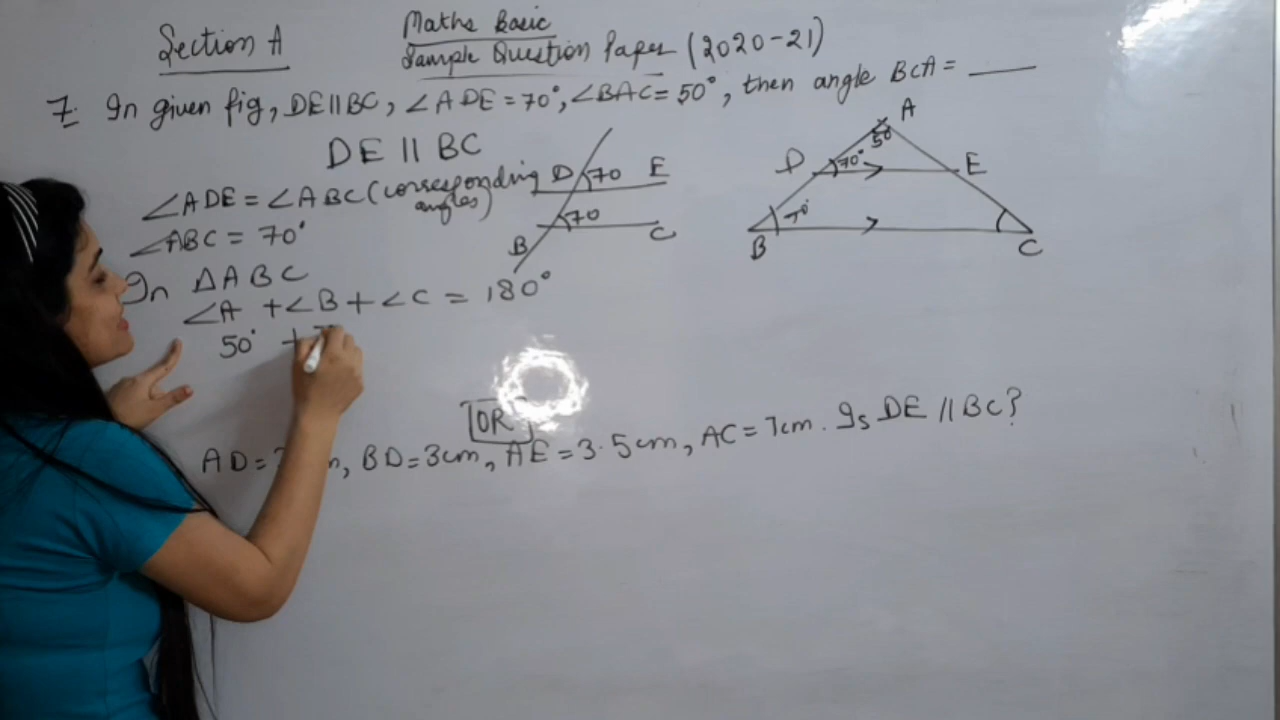 Section A
Maths Basic
Sample Question Paper (2020-21)
7. In given fig, DE||BC, ∠ADE=70°, ∠BAC=50°, then angle BCA = ____
DE || BC
∠ADE = ∠ABC (corresponding angles)
∠ABC = 70°
In ΔABC
∠A + ∠B + ∠C = 180°
50° +
D 70 E
70
B C
A
50
D 70° E
70°
B C
OR
AD= , BD=3cm, AE=3.5cm, AC=7cm. Is DE || BC?